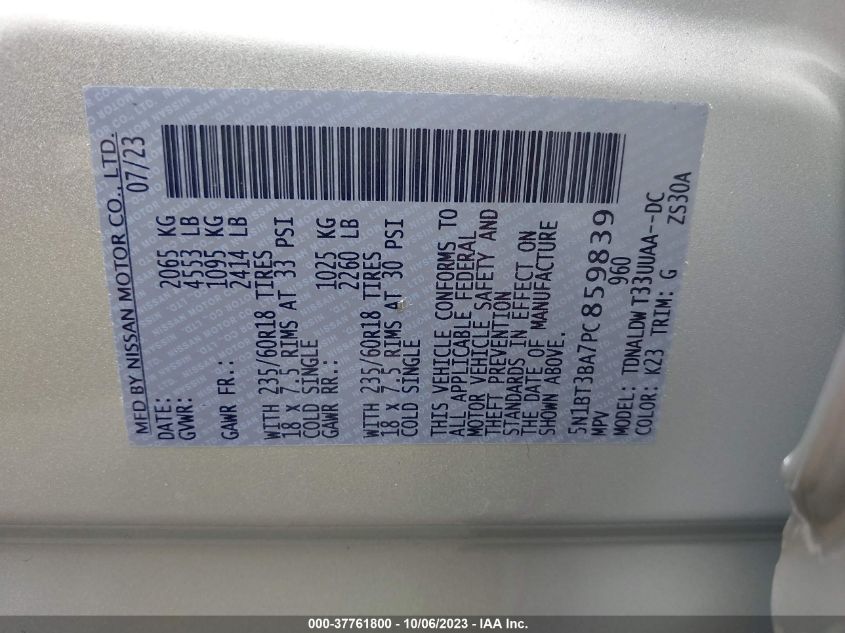 MFD BY NISSAN MOTOR CO., LTD.
DATE: 07/23
GVWR: 2065 KG
4553 LB
GAWR FR.: 1095 KG
2414 LB
WITH 235/60R18 TIRES
18 X 7.5 RIMS AT 33 PSI
COLD SINGLE
GAWR RR.: 1025 KG
2260 LB
WITH 235/60R18 TIRES
18 X 7.5 RIMS AT 30 PSI
COLD SINGLE
THIS VEHICLE CONFORMS TO
ALL APPLICABLE FEDERAL
MOTOR VEHICLE SAFETY AND
THEFT PREVENTION
STANDARDS IN EFFECT ON
THE DATE OF MANUFACTURE
SHOWN ABOVE.
5N1BT3BA7PC859839
MPV 960
MODEL: TDNALDW T33UUAA--DC
COLOR: K23 TRIM: G ZS30A
000-37761800 - 10/06/2023 - IAA Inc.